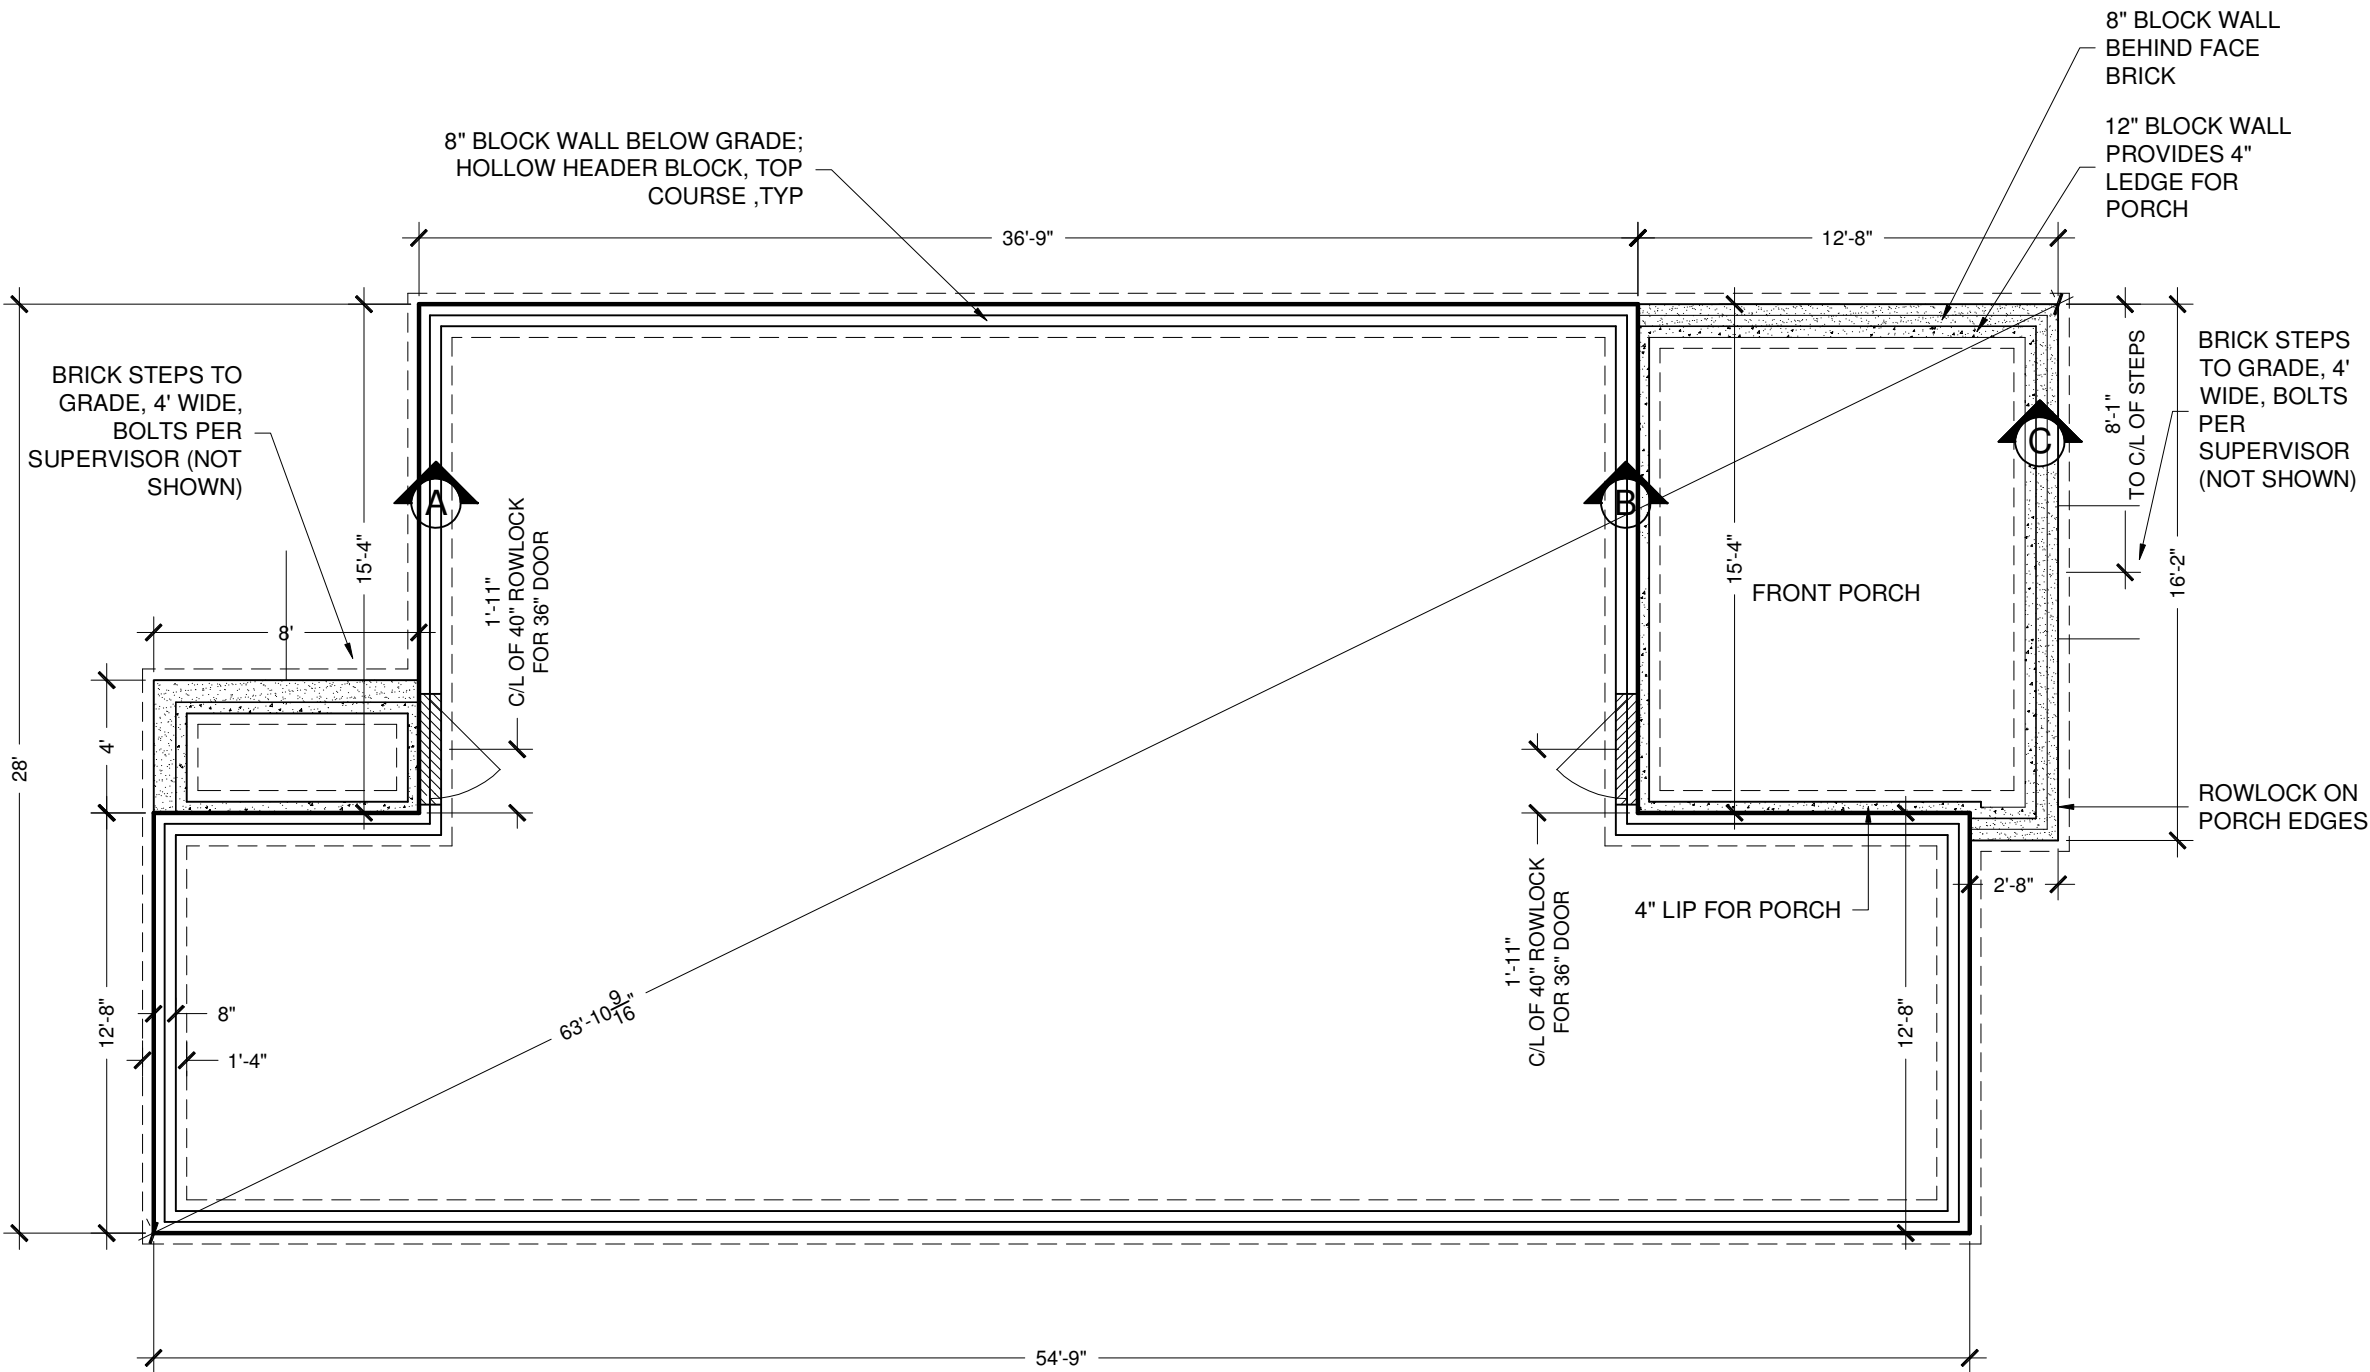 8" BLOCK WALL
BEHIND FACE
BRICK
12" BLOCK WALL
PROVIDES 4"
LEDGE FOR
PORCH
8" BLOCK WALL BELOW GRADE;
HOLLOW HEADER BLOCK, TOP
COURSE ,TYP
36'-9"
12'-8"
BRICK STEPS TO
GRADE, 4' WIDE,
BOLTS PER
SUPERVISOR (NOT
SHOWN)
BRICK STEPS
TO GRADE, 4'
WIDE, BOLTS
PER
SUPERVISOR
(NOT SHOWN)
8'-1"
TO C/L OF STEPS
A
B
C
1'-11"
C/L OF 40" ROWLOCK
FOR 36" DOOR
15'-4"
15'-4"
16'-2"
FRONT PORCH
8'
4'
28'
ROWLOCK ON
PORCH EDGES
2'-8"
4" LIP FOR PORCH
1'-11"
C/L OF 40" ROWLOCK
FOR 36" DOOR
63'-10 9/16"
12'-8"
8"
1'-4"
12'-8"
54'-9"